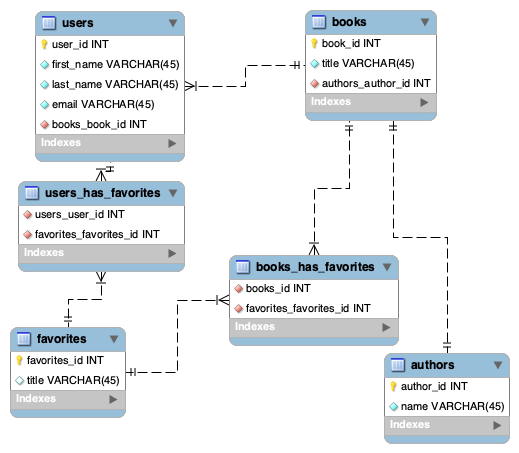 users
user_id INT
first_name VARCHAR(45)
last_name VARCHAR(45)
email VARCHAR(45)
books_book_id INT
Indexes
books
book_id INT
title VARCHAR(45)
authors_author_id INT
Indexes
users_has_favorites
users_user_id INT
favorites_favorites_id INT
Indexes
books_has_favorites
books_id INT
favorites_favorites_id INT
Indexes
favorites
favorites_id INT
title VARCHAR(45)
Indexes
authors
author_id INT
name VARCHAR(45)
Indexes